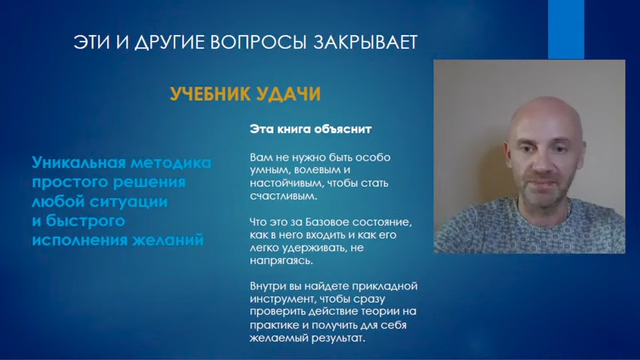 ЭТИ И ДРУГИЕ ВОПРОСЫ ЗАКРЫВАЕТ
УЧЕБНИК УДАЧИ
Уникальная методика
простого решения
любой ситуации
и быстрого
исполнения желаний
Эта книга объяснит
Вам не нужно быть особо
умным, волевым и
настойчивым, чтобы стать
счастливым.
Что это за Базовое состояние,
как в него входить и как его
легко удерживать, не
напрягаясь.
Внутри вы найдете прикладной
инструмент, чтобы сразу
проверить действие теории на
практике и получить для себя
желаемый результат.